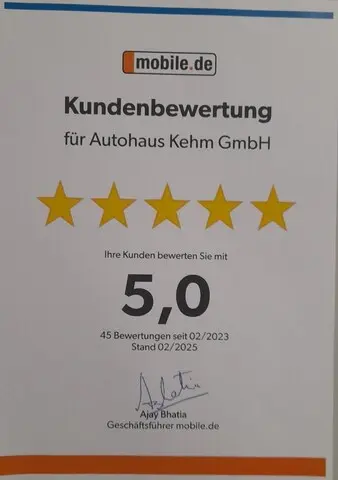 mobile.de
Kundenbewertung
für Autohaus Kehm GmbH
Ihre Kunden bewerten Sie mit
5,0
45 Bewertungen seit 02/2023
Stand 02/2025
Ajay Bhatia
Geschäftsführer mobile.de